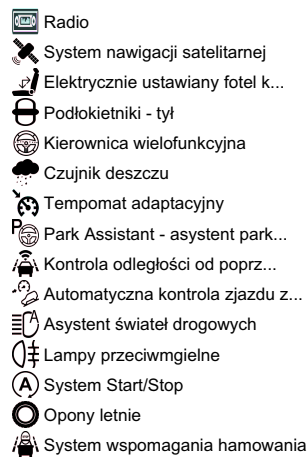 Radio
System nawigacji satelitarnej
Elektrycznie ustawiany fotel k...
Podłokietniki - tył
Kierownica wielofunkcyjna
Czujnik deszczu
Tempomat adaptacyjny
Park Assistant - asystent park...
Kontrola odległości od poprz...
Automatyczna kontrola zjazdu z...
Asystent świateł drogowych
Lampy przeciwmgielne
System Start/Stop
Opony letnie
System wspomagania hamowania